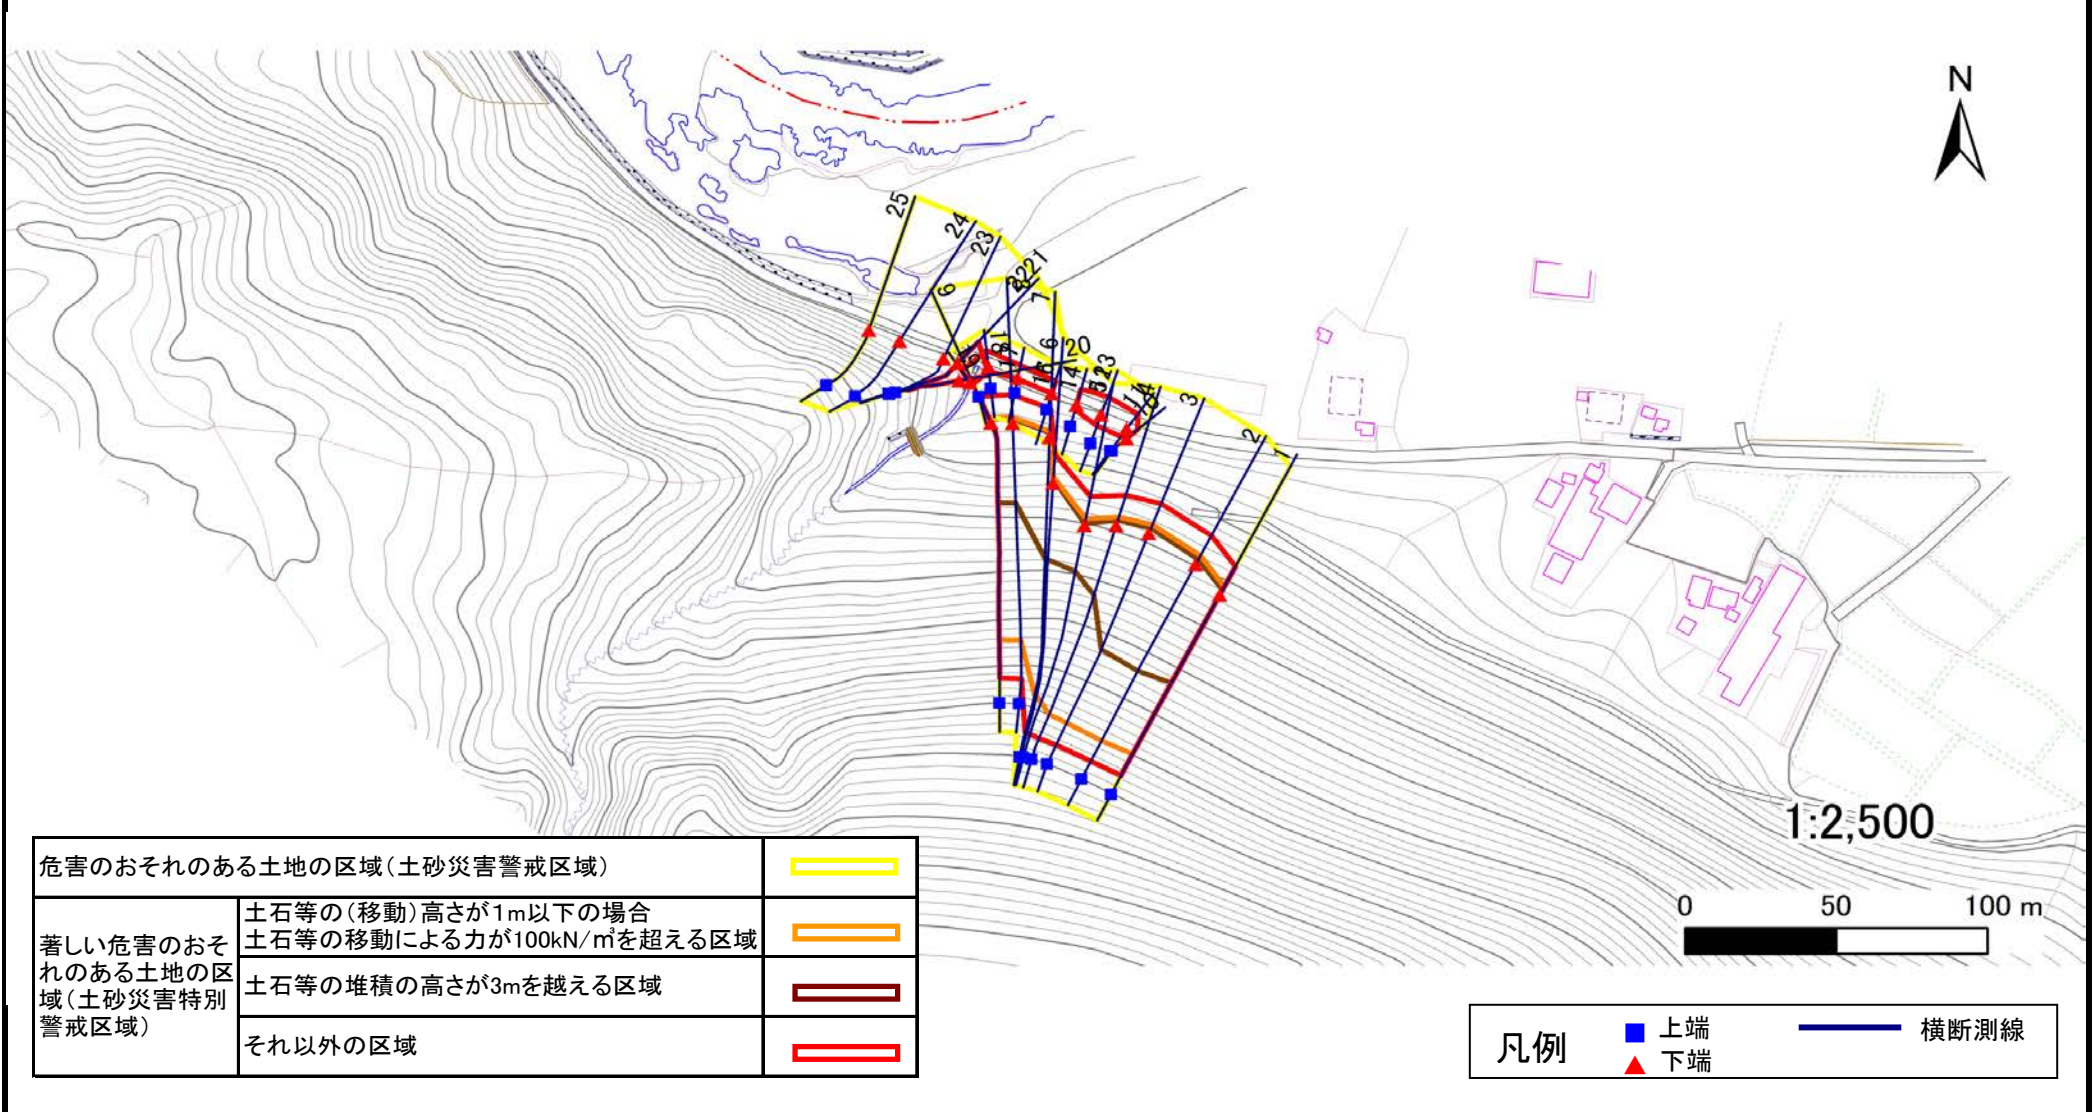 N
25
24
23
22
21
6
7
6
20
14
3
2
1
1:2,500
0 50 100 m
危害のおそれのある土地の区域(土砂災害警戒区域)
著しい危害のおそ
れのある土地の区
域(土砂災害特別
警戒区域)
土石等の(移動)高さが1m以下の場合
土石等の移動による力が100kN/㎡を超える区域
土石等の堆積の高さが3mを越える区域
それ以外の区域
凡例
上端
下端
横断測線